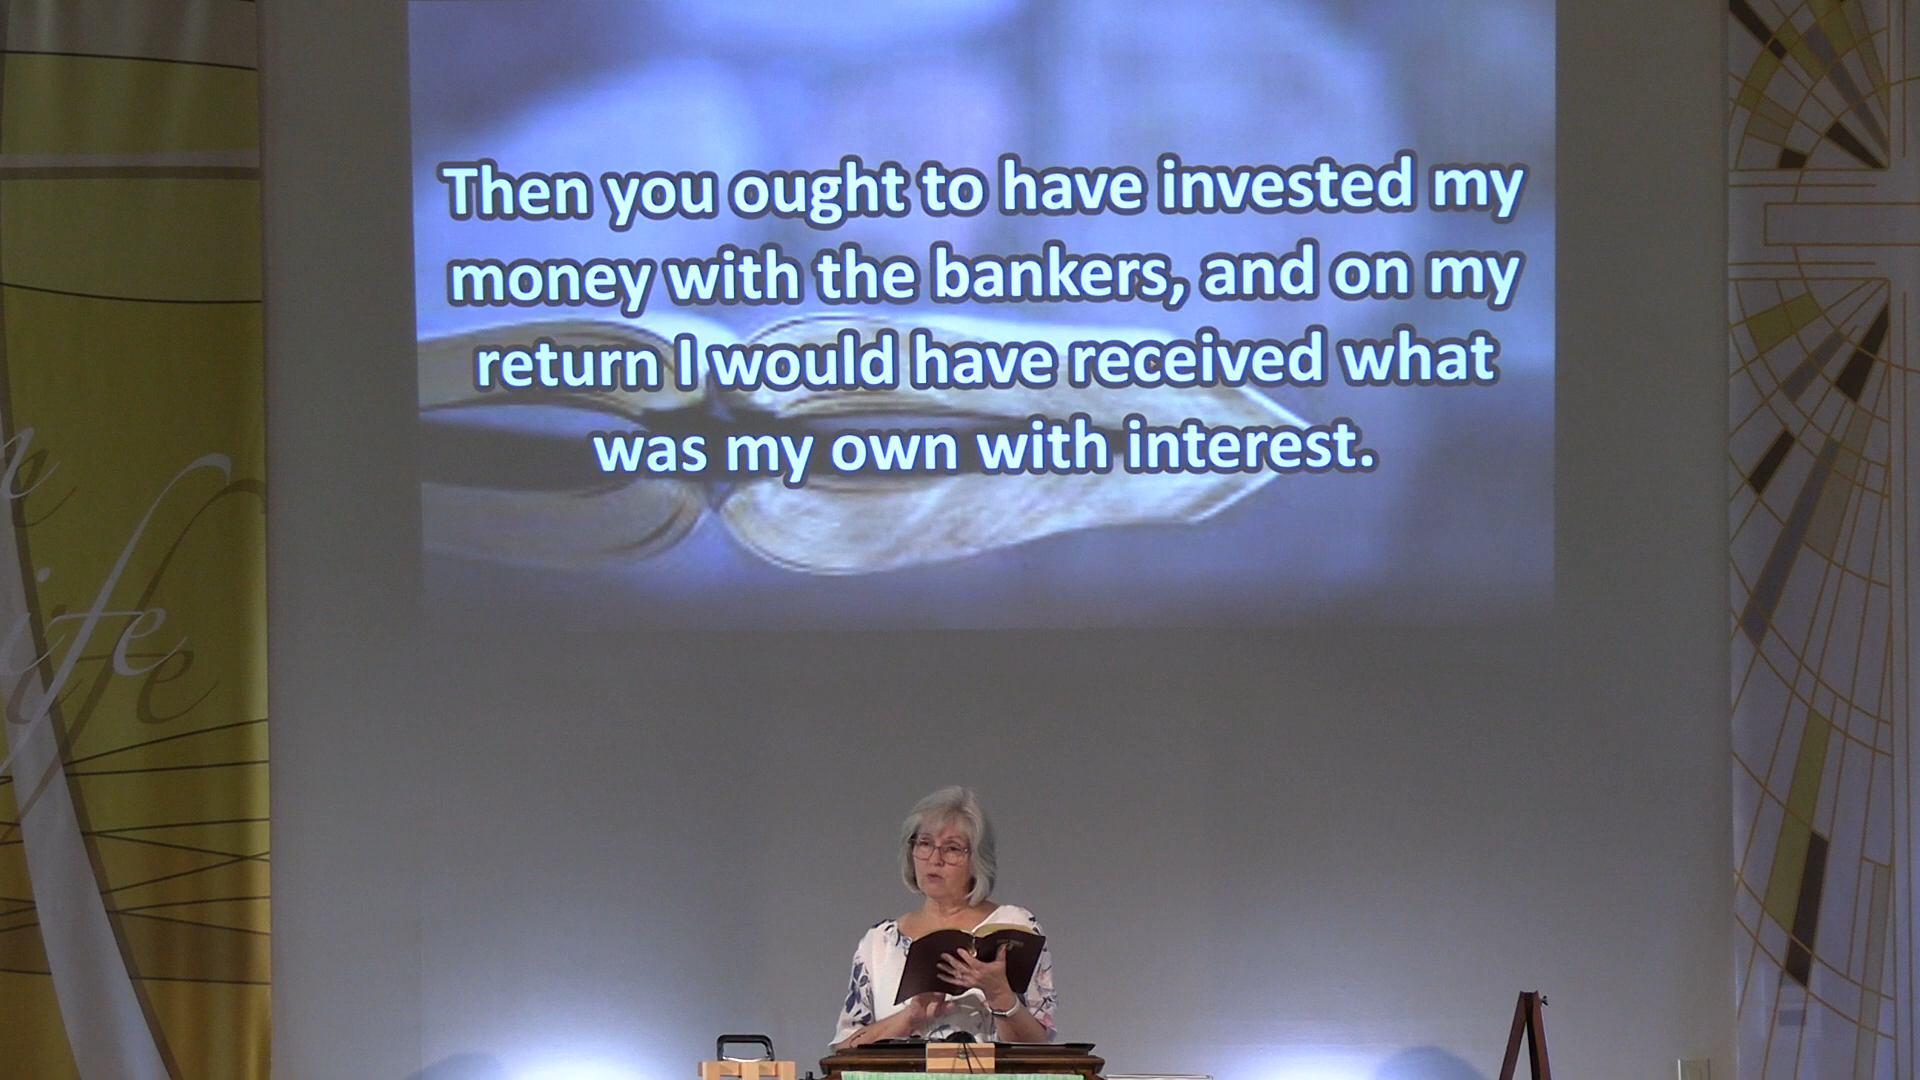 Then you ought to have invested my
money with the bankers, and on my
return I would have received what
was my own with interest.
ife